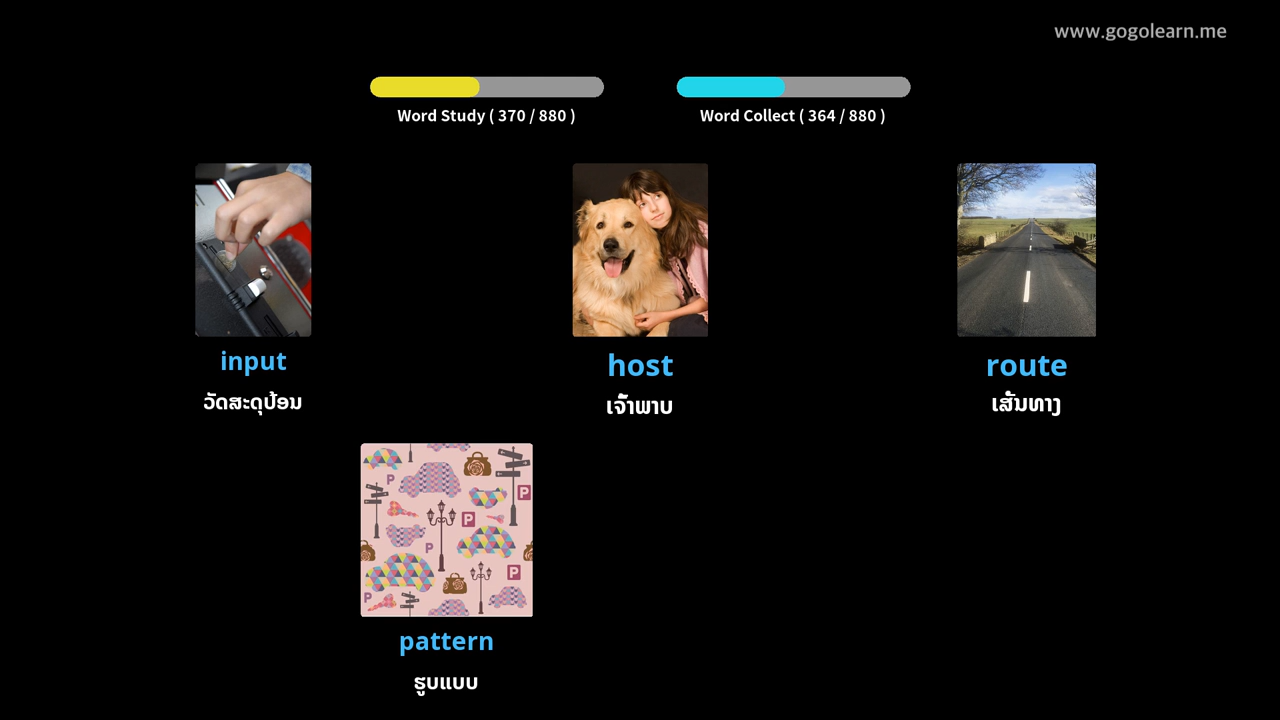 www.gogolearn.me
Word Study ( 370 / 880 )
Word Collect ( 364 / 880 )
input
ວັດສະດຸປ້ອນ
host
ເຈົ້າພາບ
route
ເສັ້ນທາງ
P
P
P
P
P
P
pattern
ຮູບແບບ